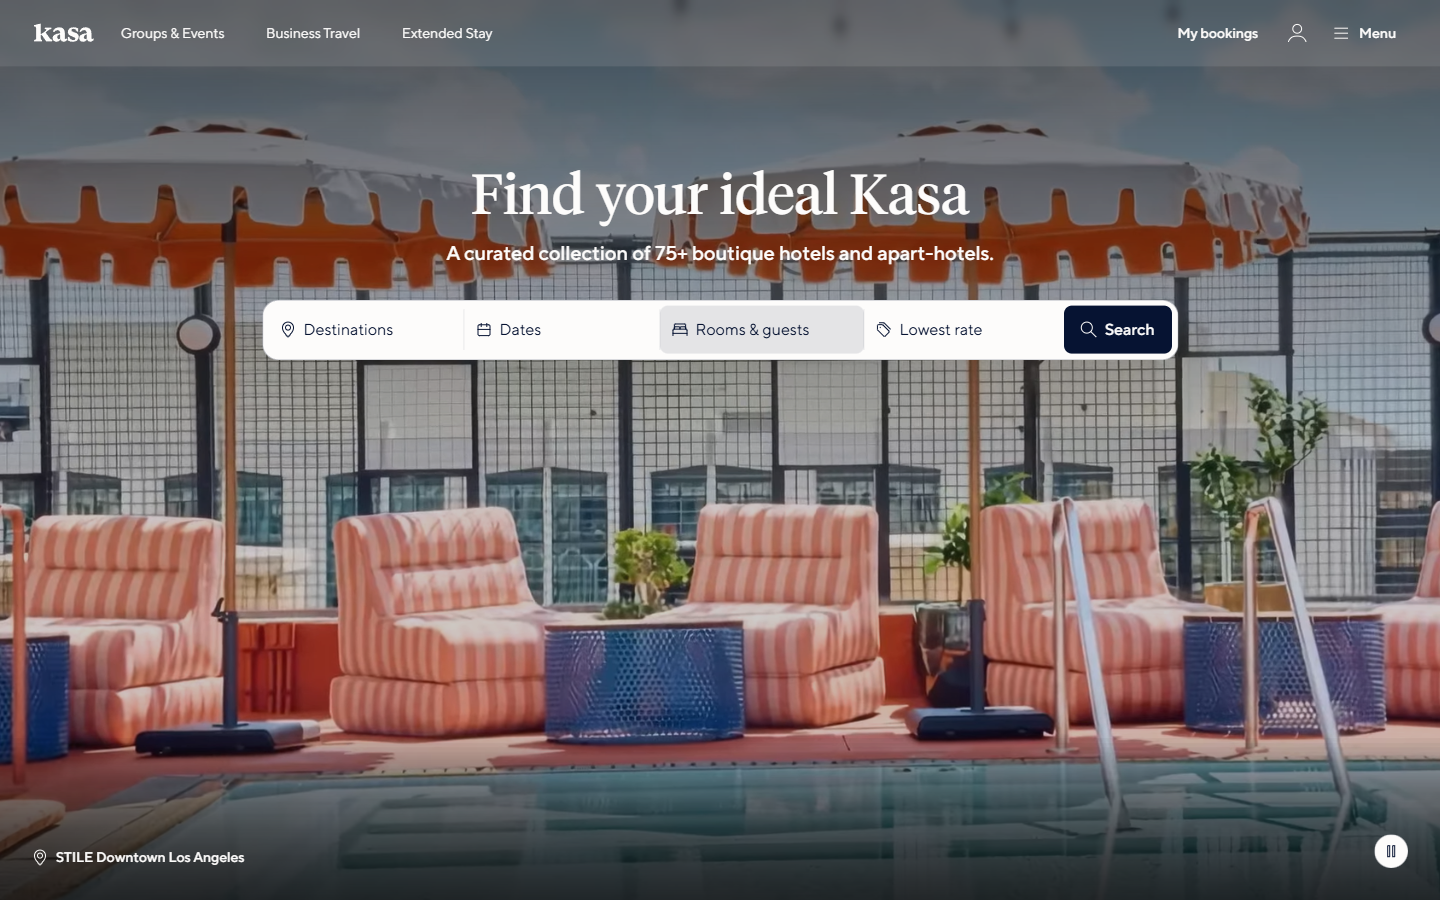 kasa
Groups & Events
Business Travel
Extended Stay
My bookings
Menu
Find your ideal Kasa
A curated collection of 75+ boutique hotels and apart-hotels.
Destinations
Dates
Rooms & guests
Lowest rate
Search
STILE Downtown Los Angeles